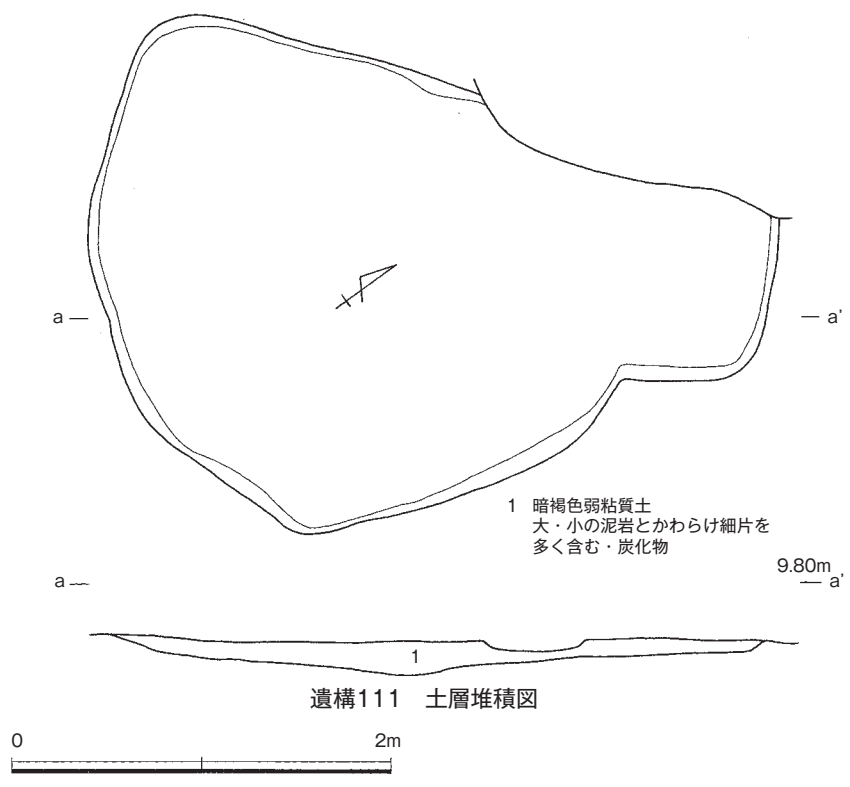 a
a'
1 暗褐色弱粘質土
大・小の泥岩とかわらけ細片を
多く含む・炭化物
9.80m
a
a'
1
遺構111 土層堆積図
0
2m